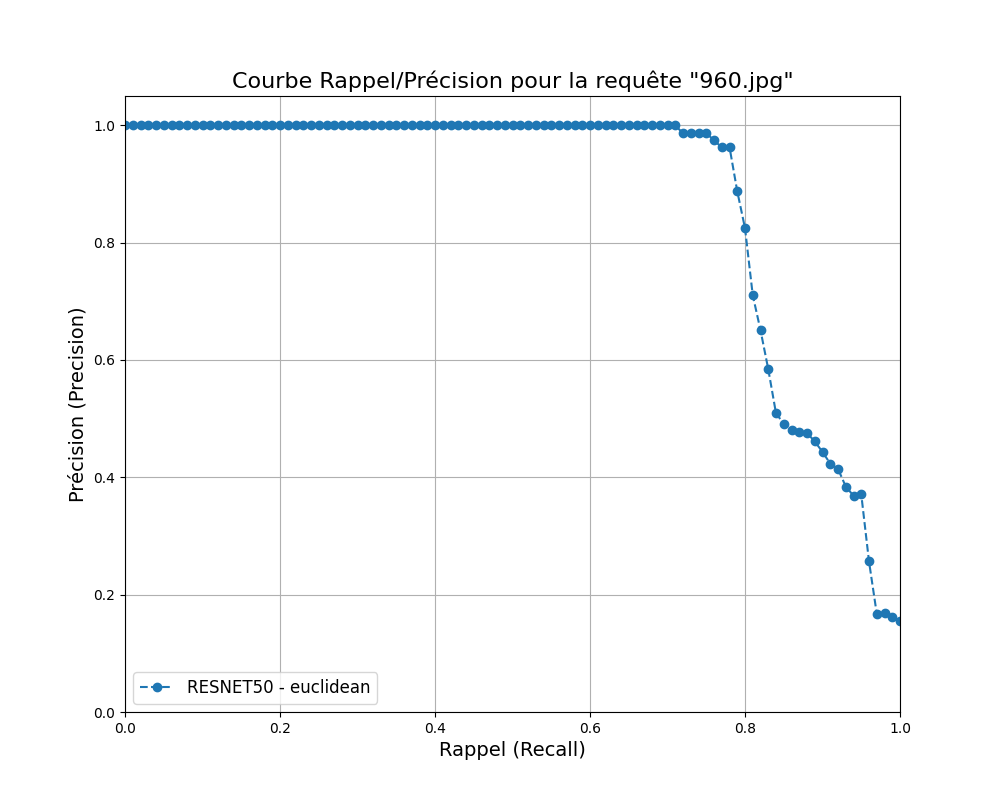 Courbe Rappel/Précision pour la requête "960.jpg"
Précision (Precision)
1.0
0.8
0.6
0.4
0.2
0.0
RESNET50 - euclidean
0.0 0.2 0.4 0.6 0.8 1.0
Rappel (Recall)